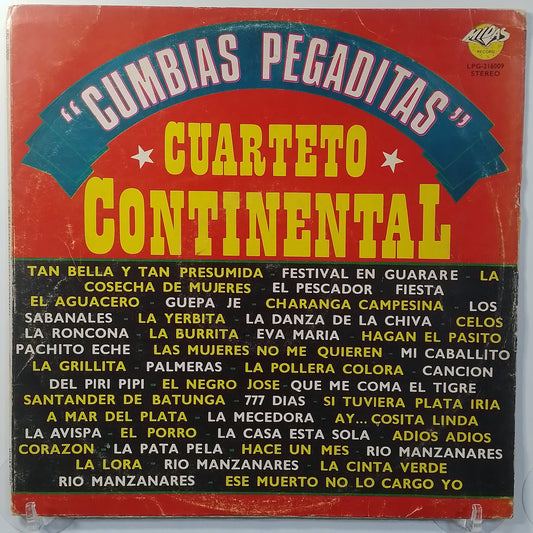 MIDAS
RECORD
LPG-216009
STEREO
"CUMBIAS PEGADITAS"
CUARTETO
CONTINENTAL
TAN BELLA Y TAN PRESUMIDA - FESTIVAL EN GUARARE - LA
COSECHA DE MUJERES - EL PESCADOR - FIESTA
EL AGUACERO - GUEPA JE - CHARANGA CAMPESINA - LOS
SABANALES - LA YERBITA - LA DANZA DE LA CHIVA - CELOS
LA RONCONA - LA BURRITA - EVA MARIA - HAGAN EL PASITO
PACHITO ECHE - LAS MUJERES NO ME QUIEREN - MI CABALLITO
LA GRILLITA - PALMERAS - LA POLLERA COLORA - CANCION
DEL PIRI PIPI - EL NEGRO JOSE - QUE ME COMA EL TIGRE
SANTANDER DE BATUNGA - 777 DIAS - SI TUVIERA PLATA IRIA
A MAR DEL PLATA - LA MECEDORA - AY... COSITA LINDA
LA AVISPA - EL PORRO - LA CASA ESTA SOLA - ADIOS ADIOS
CORAZON - LA PATA PELA - HACE UN MES - RIO MANZANARES
LA LORA - RIO MANZANARES - LA CINTA VERDE
RIO MANZANARES - ESE MUERTO NO LO CARGO YO